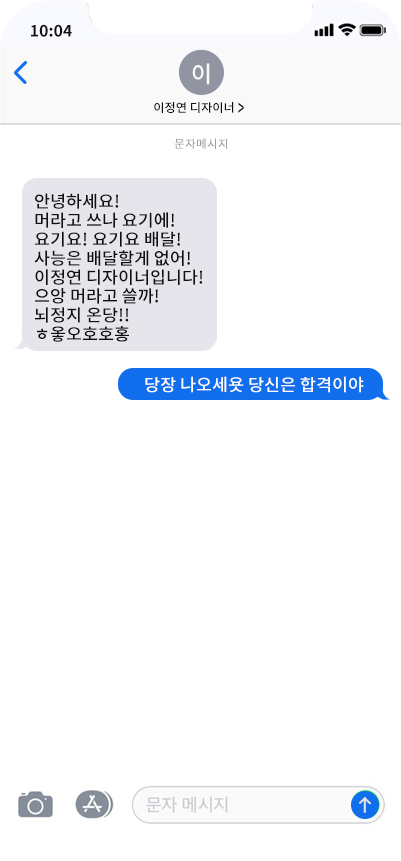 10:04
이
이정연 디자이너 >
문자메시지
안녕하세요!
머라고 쓰나 요기에!
요기요! 요기요 배달!
사능은 배달할게 없어!
이정연 디자이너입니다!
으앙 머라고 쓸까!
뇌정지 온당!!
ㅎ옿오호호홍
당장 나오세욧 당신은 합격이야
문자 메시지